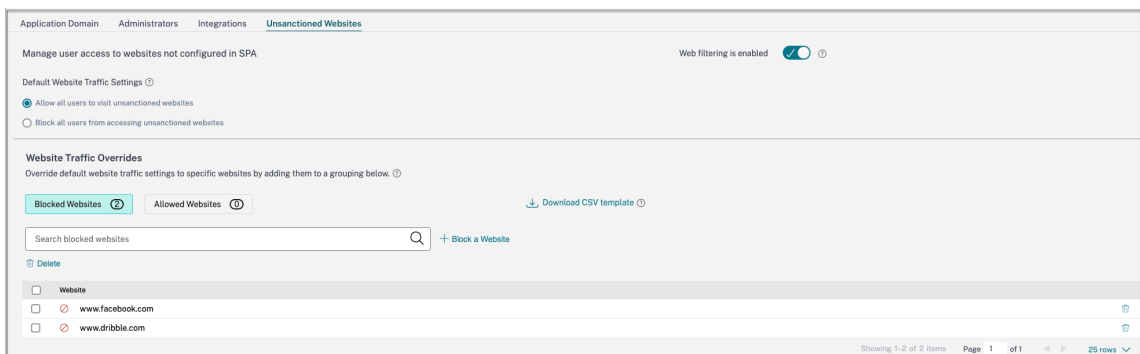 Application Domain Administrators Integrations Unsanctioned Websites
Manage user access to websites not configured in SPA Web filtering is enabled
Default Website Traffic Settings
Allow all users to visit unsanctioned websites
Block all users from accessing unsanctioned websites
Website Traffic Overrides
Override default website traffic settings to specific websites by adding them to a grouping below.
Blocked Websites 2 Allowed Websites 0 Download CSV template
Search blocked websites + Block a Website
Delete
Website
www.facebook.com
www.dribble.com
Showing 1-2 of 2 items Page 1 of 1 25 rows